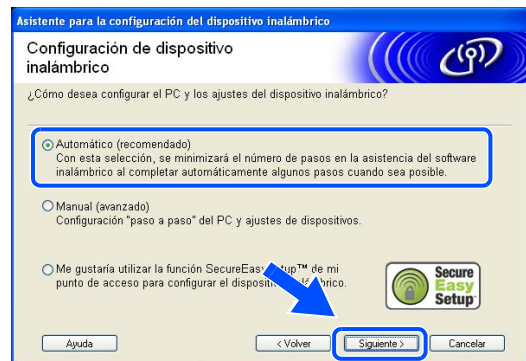 Asistente para la configuración del dispositivo inalámbrico
Configuración de dispositivo
inalámbrico
¿Cómo desea configurar el PC y los ajustes del dispositivo inalámbrico?
Automático (recomendado)
Con esta selección, se minimizará el número de pasos en la asistencia del software
inalámbrico al completar automáticamente algunos pasos cuando sea posible.
Manual (avanzado)
Configuración "paso a paso" del PC y ajustes de dispositivos.
Me gustaría utilizar la función de mi
punto de acceso para configurar el
Secure
Easy
Setup
Ayuda
< Volver
Siguiente >
Cancelar